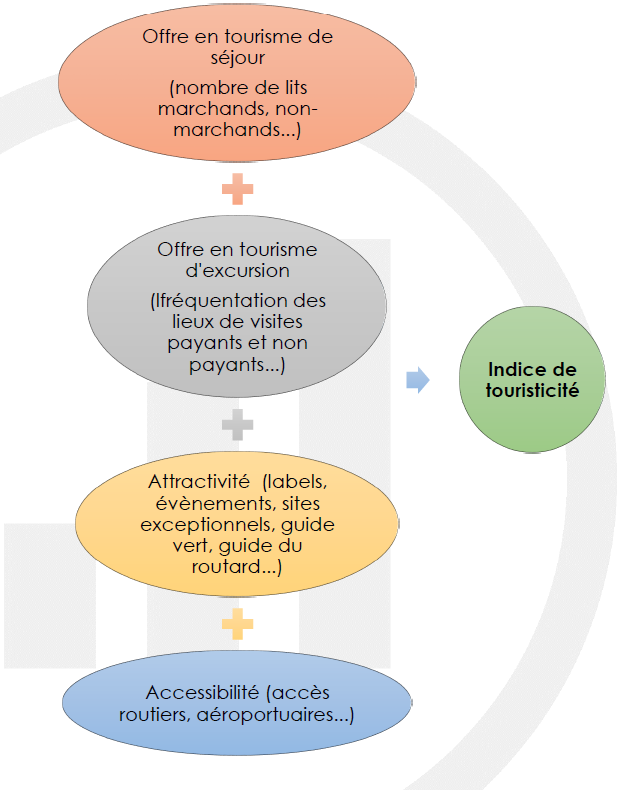 Offre en tourisme de
séjour
(nombre de lits
marchands, non-
marchands...)
Offre en tourisme
d'excursion
(lfréquentation des
lieux de visites
payants et non
payants...)
Indice de
touristicité
Attractivité (labels,
évènements, sites
exceptionnels, guide
vert, guide du
routard...)
Accessibilité (accès
routiers, aéroportuaires...)